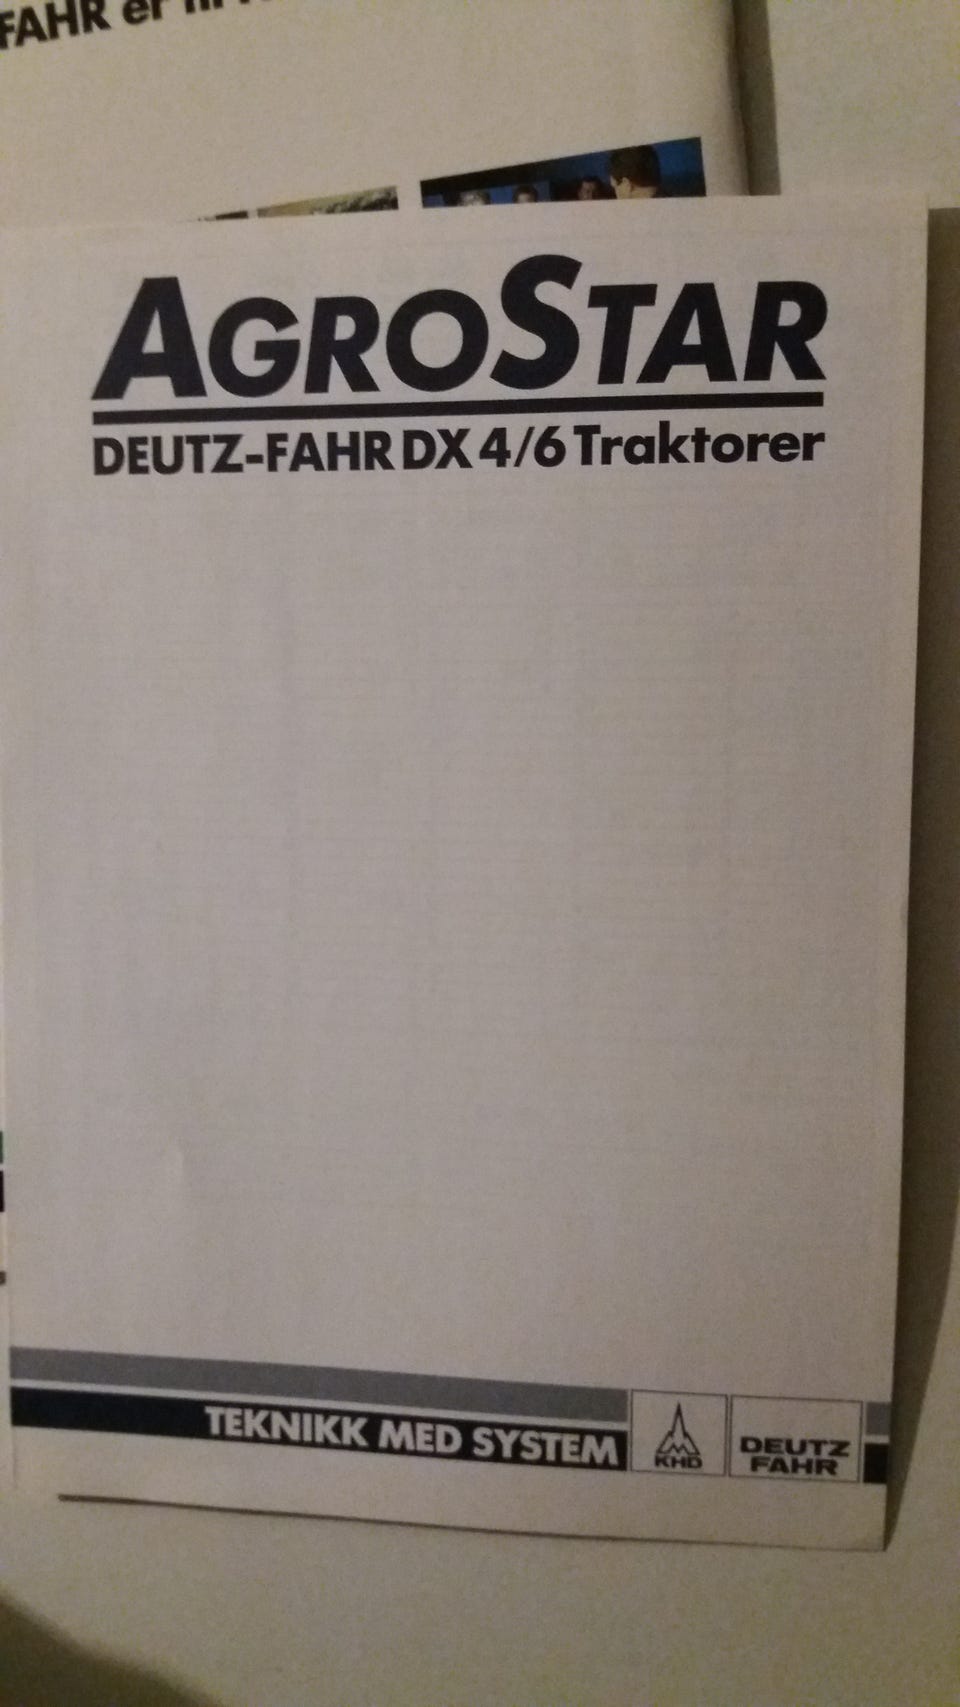 FAHR er
AGROSTAR
DEUTZ-FAHR DX 4/6 Traktorer
TEKNIKK MED SYSTEM
KHD
DEUTZ
FAHR